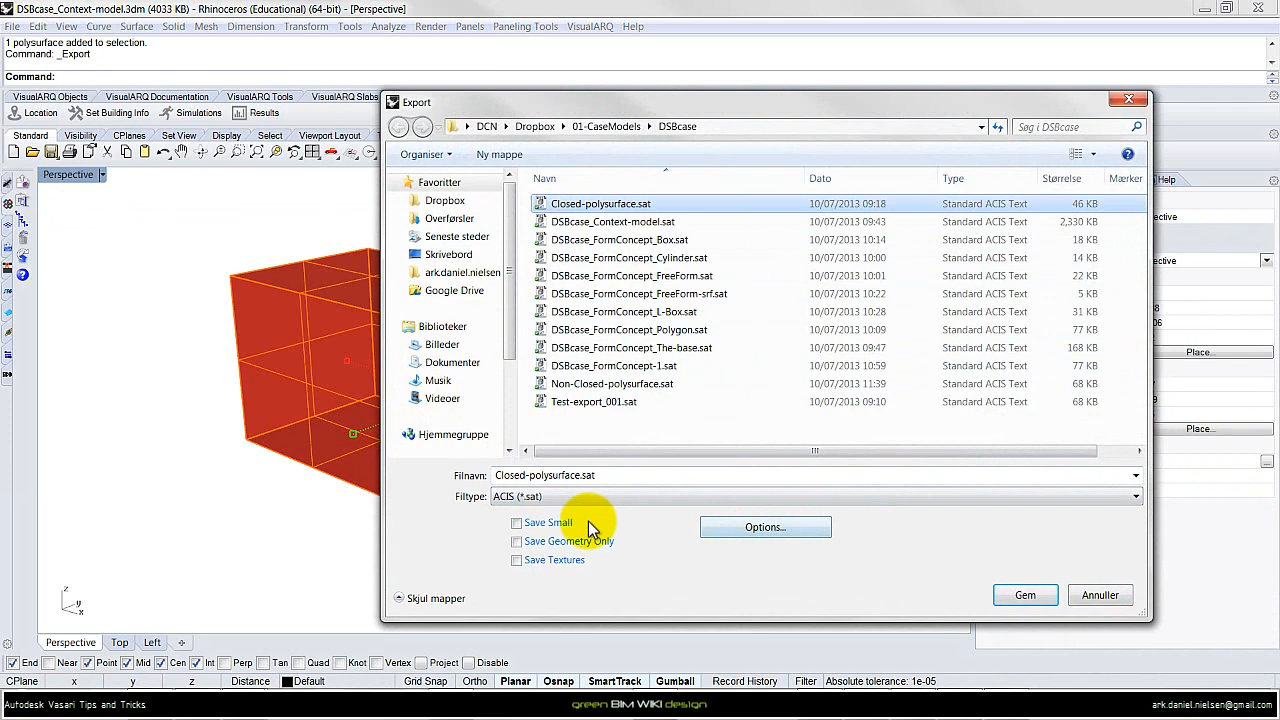 DSBcase_Context-model.3dm (4033 KB) - Rhinoceros (Educational) (64-bit) - [Perspective]
File Edit View Curve Surface Solid Mesh Dimension Transform Tools Analyze Render Panels Paneling Tools VisualARQ Help
1 polysurface added to selection.
Command: _Export
Command:
VisualARQ Objects VisualARQ Documentation VisualARQ Tools VisualARQ Slabs
Location Set Building Info Simulations Results
Standard Visibility CPlanes Set View Display Select Viewport Layout
Perspective
Export
DCN Dropbox 01-CaseModels DSBcase
Søg i DSBcase
Organiser Ny mappe
Navn Dato Type Størrelse Mærker
Favoritter
Dropbox
Overførsler
Seneste steder
Skrivebord
ark.daniel.nielsen
Google Drive
Biblioteker
Billeder
Dokumenter
Musik
Videoer
Hjemmegruppe
Closed-polysurface.sat 10/07/2013 09:18 Standard ACIS Text 46 KB
DSBcase_Context-model.sat 10/07/2013 09:43 Standard ACIS Text 2,330 KB
DSBcase_FormConcept_Box.sat 10/07/2013 10:14 Standard ACIS Text 18 KB
DSBcase_FormConcept_Cylinder.sat 10/07/2013 10:00 Standard ACIS Text 14 KB
DSBcase_FormConcept_FreeForm.sat 10/07/2013 10:01 Standard ACIS Text 22 KB
DSBcase_FormConcept_FreeForm-srf.sat 10/07/2013 10:22 Standard ACIS Text 5 KB
DSBcase_FormConcept_L-Box.sat 10/07/2013 10:28 Standard ACIS Text 31 KB
DSBcase_FormConcept_Polygon.sat 10/07/2013 10:09 Standard ACIS Text 77 KB
DSBcase_FormConcept_The-base.sat 10/07/2013 09:47 Standard ACIS Text 168 KB
DSBcase_FormConcept-1.sat 10/07/2013 10:59 Standard ACIS Text 77 KB
Non-Closed-polysurface.sat 10/07/2013 11:39 Standard ACIS Text 68 KB
Test-export_001.sat 10/07/2013 09:10 Standard ACIS Text 68 KB
Filnavn: Closed-polysurface.sat
Filtype: ACIS (*.sat)
Save Small
Save Geometry Only
Save Textures
Options...
Skjul mapper
Gem Annuller
Help
Place...
Place...
z
y
x
Perspective Top Left
End Near Point Mid Cen Int Perp Tan Quad Knot Vertex Project Disable
CPlane x y z Distance Default Grid Snap Ortho Planar Osnap SmartTrack Gumball Record History Filter Absolute tolerance: 1e-05
Autodesk Vasari Tips and Tricks green BIM WIKI design ark.daniel.nielsen@gmail.com